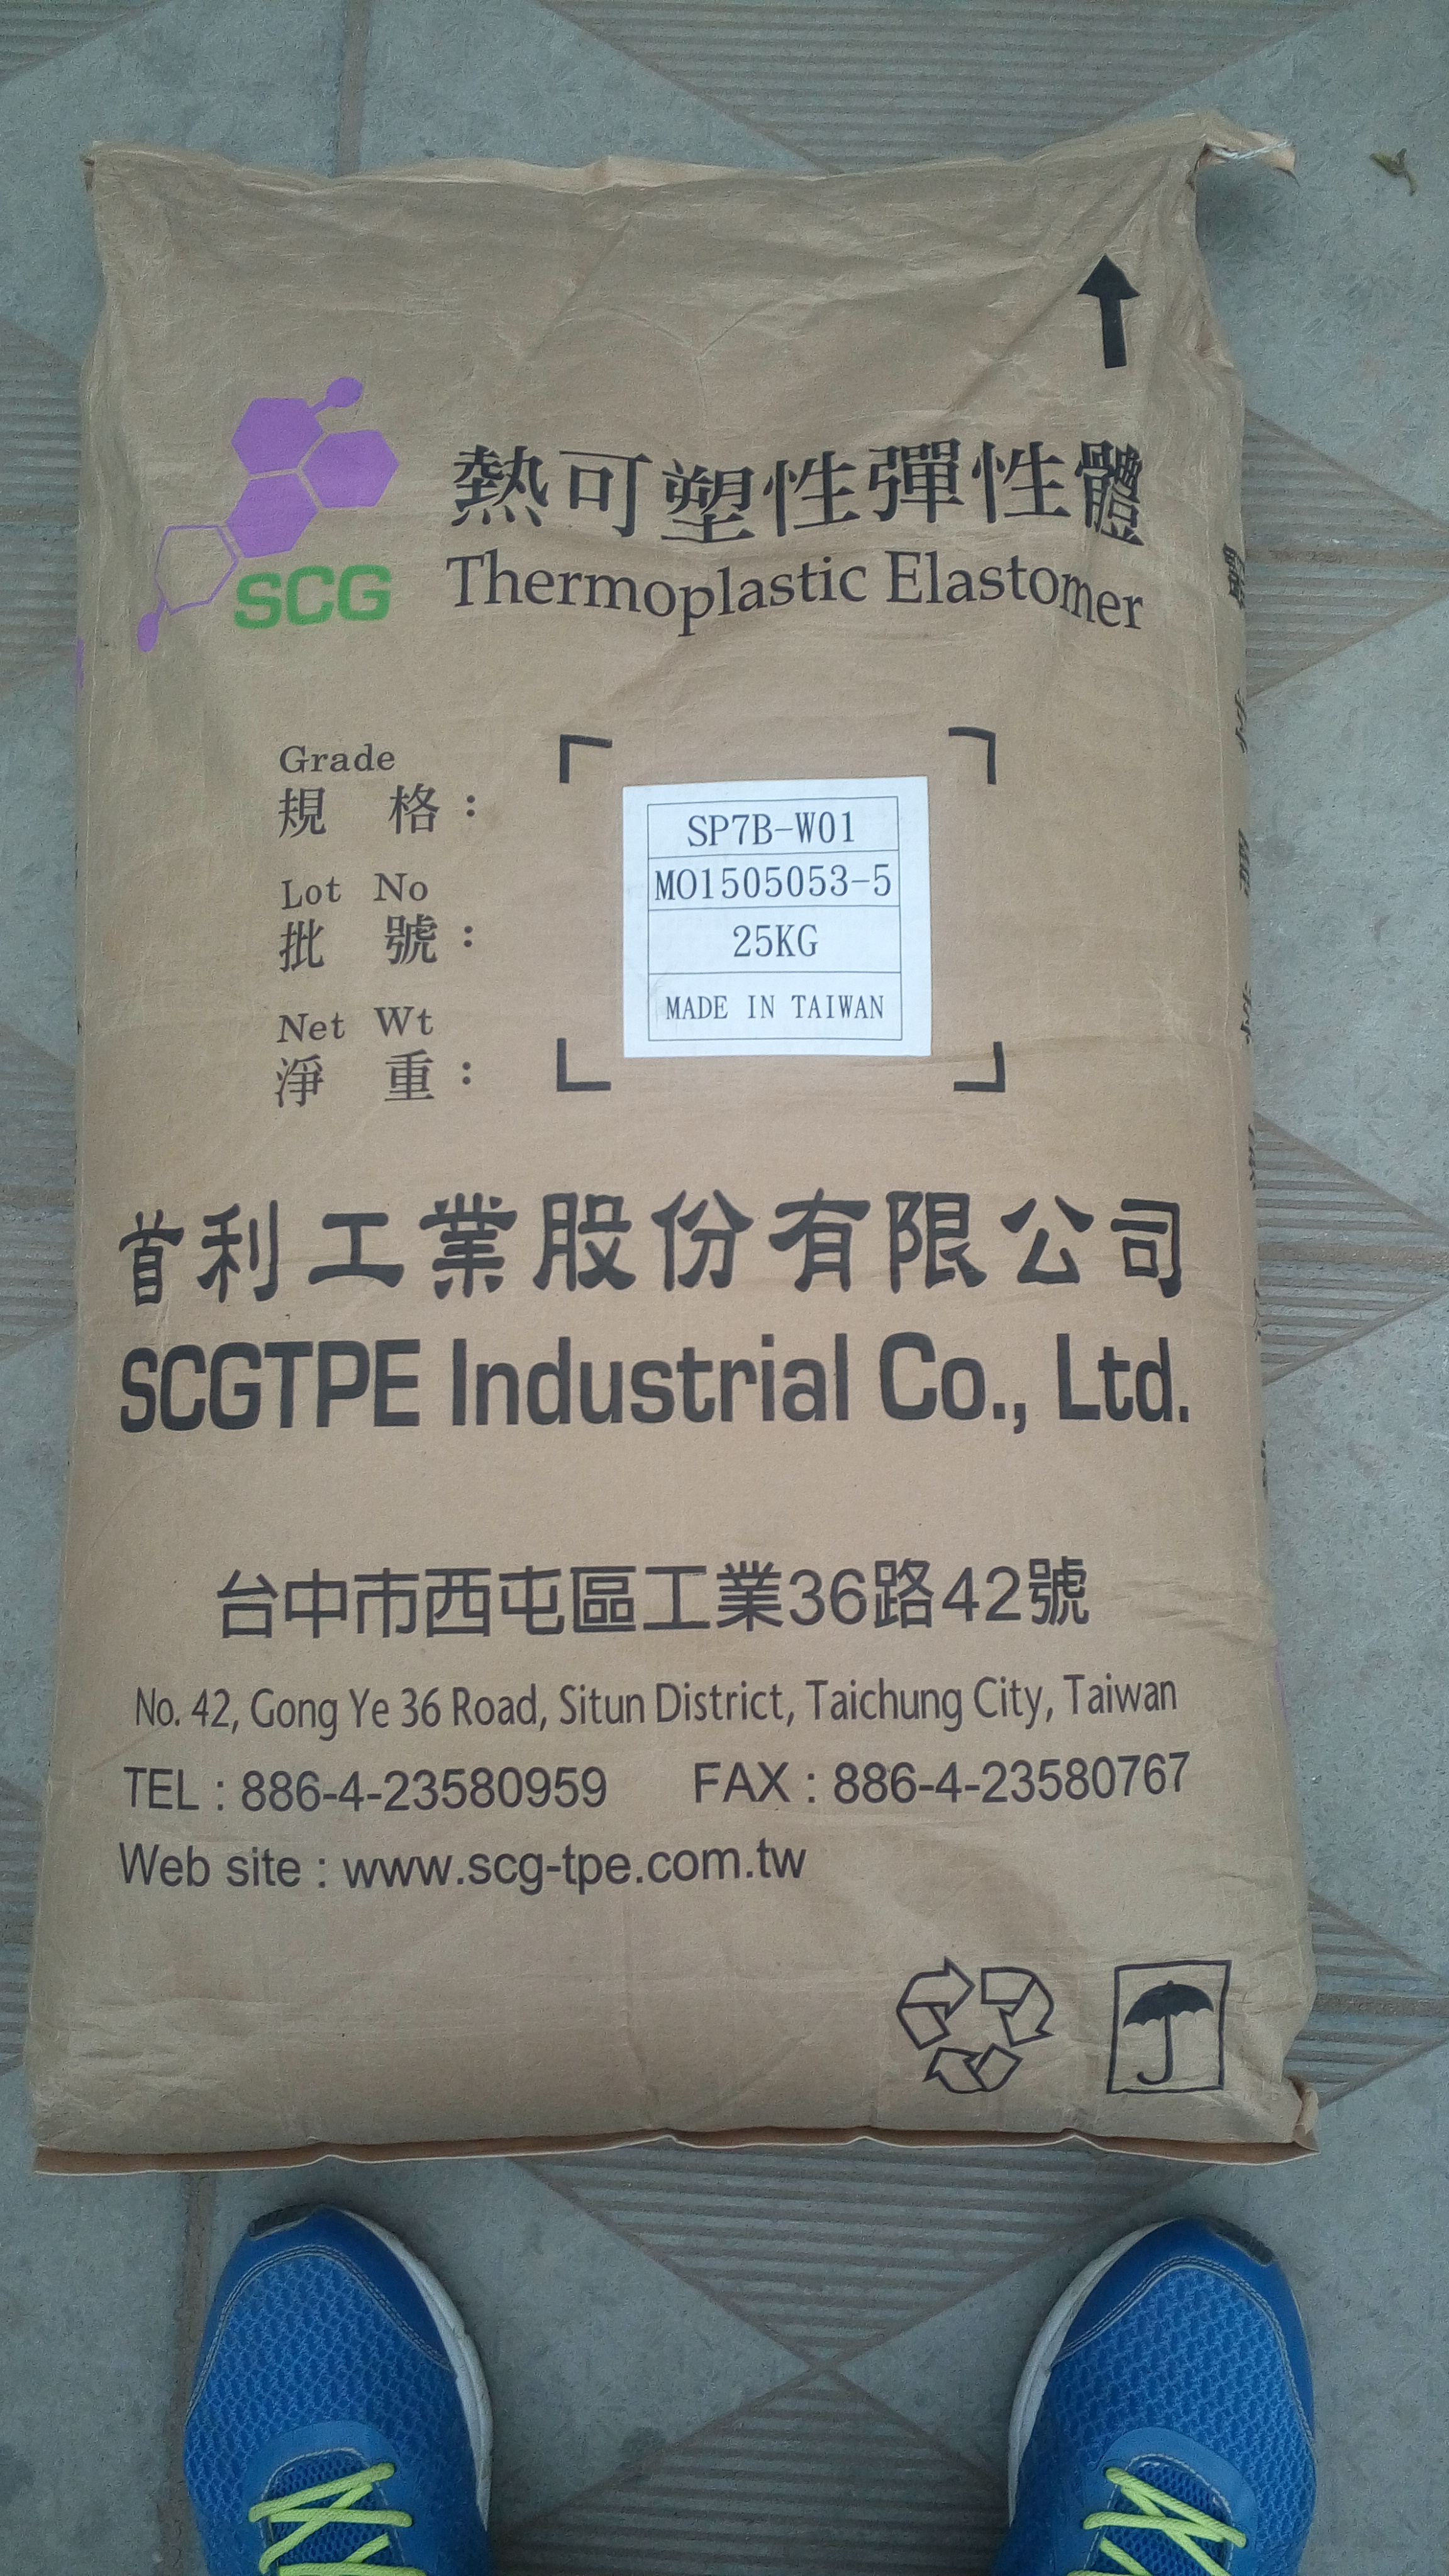 熱可塑性彈性體
SCG
Thermoplastic Elastomer
Grade
規 格：
SP7B-W01
Lot No
批 號：
MO1505053-5
25KG
Net Wt
淨 重：
MADE IN TAIWAN
首利工業股份有限公司
SCGTPE Industrial Co., Ltd.
台中市西屯區工業36路42號
No. 42, Gong Ye 36 Road, Situn District, Taichung City, Taiwan
TEL : 886-4-23580959 FAX : 886-4-23580767
Web site : www.scg-tpe.com.tw